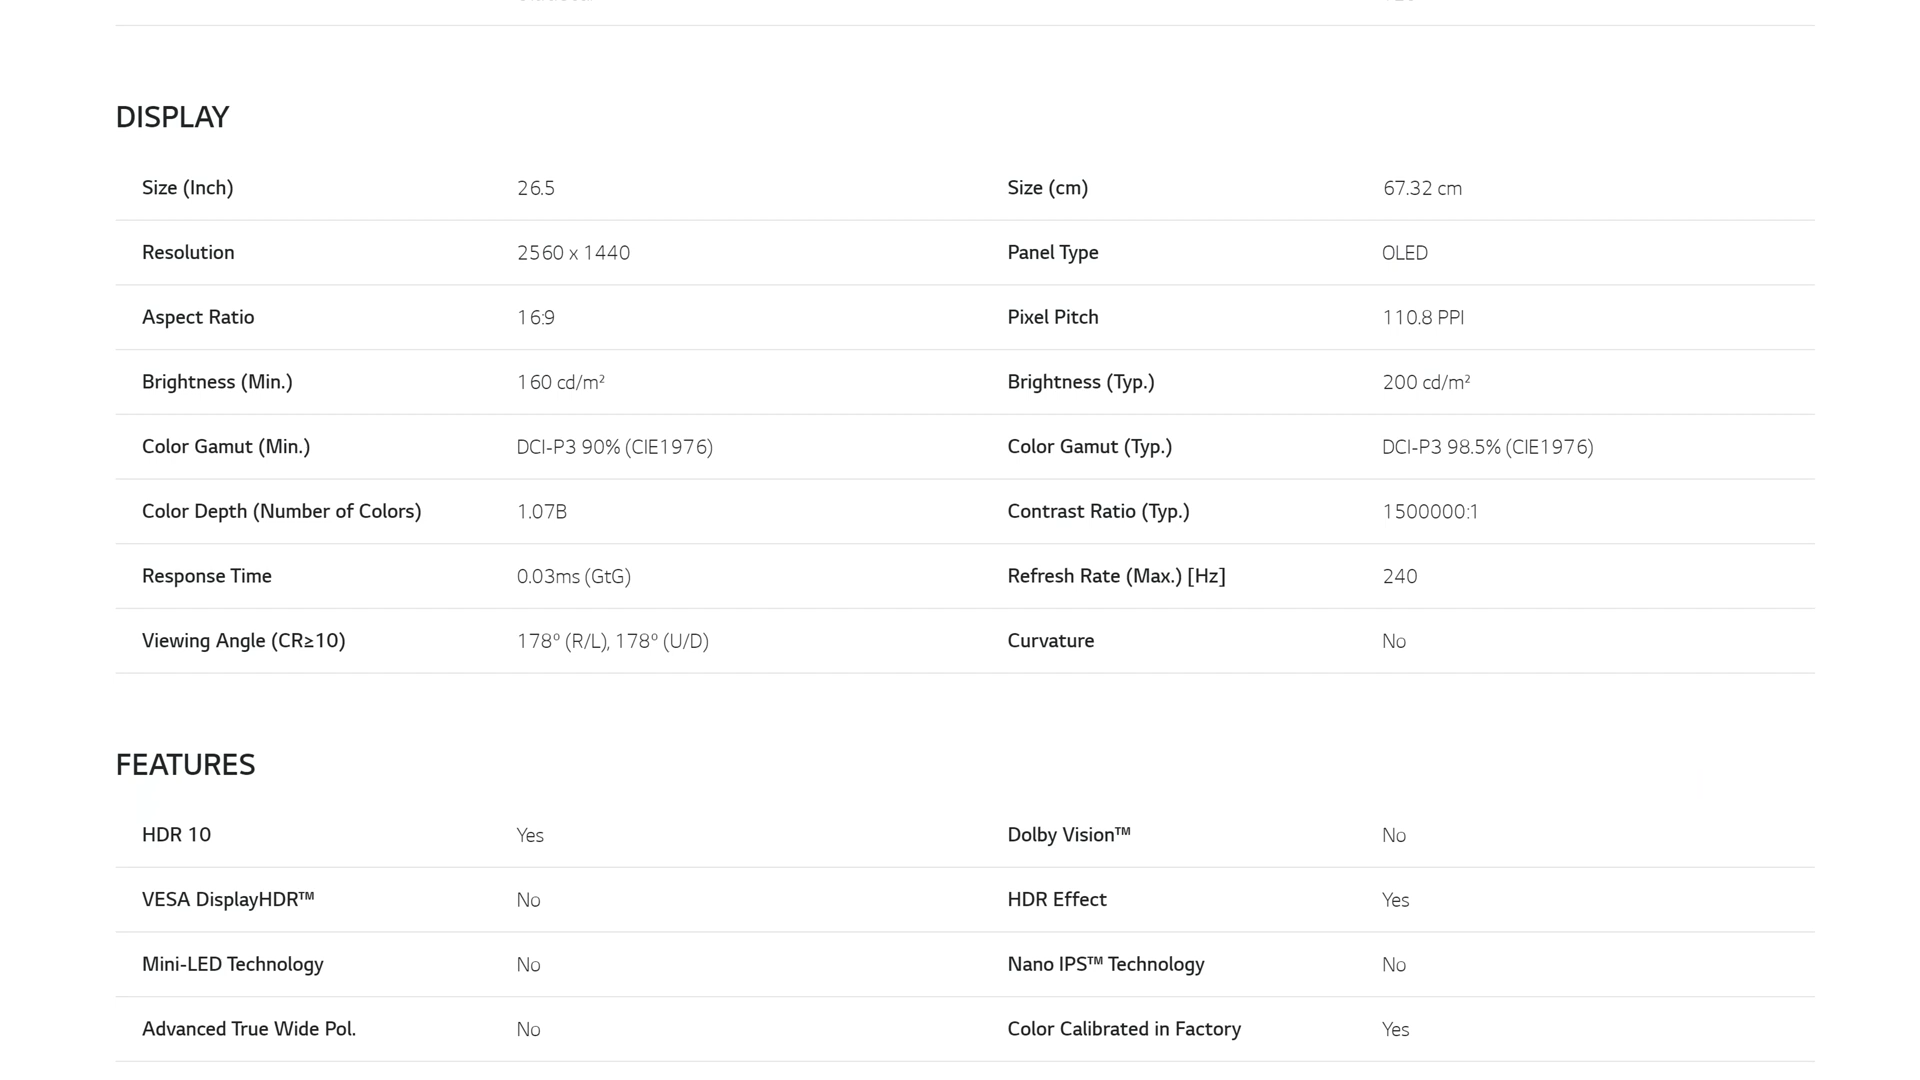 DISPLAY
Size (Inch) 26.5 Size (cm) 67.32 cm
Resolution 2560 x 1440 Panel Type OLED
Aspect Ratio 16:9 Pixel Pitch 110.8 PPI
Brightness (Min.) 160 cd/m² Brightness (Typ.) 200 cd/m²
Color Gamut (Min.) DCI-P3 90% (CIE1976) Color Gamut (Typ.) DCI-P3 98.5% (CIE1976)
Color Depth (Number of Colors) 1.07B Contrast Ratio (Typ.) 1500000:1
Response Time 0.03ms (GtG) Refresh Rate (Max.) [Hz] 240
Viewing Angle (CR≥10) 178º (R/L), 178º (U/D) Curvature No
FEATURES
HDR 10 Yes Dolby Vision™ No
VESA DisplayHDR™ No HDR Effect Yes
Mini-LED Technology No Nano IPS™ Technology No
Advanced True Wide Pol. No Color Calibrated in Factory Yes